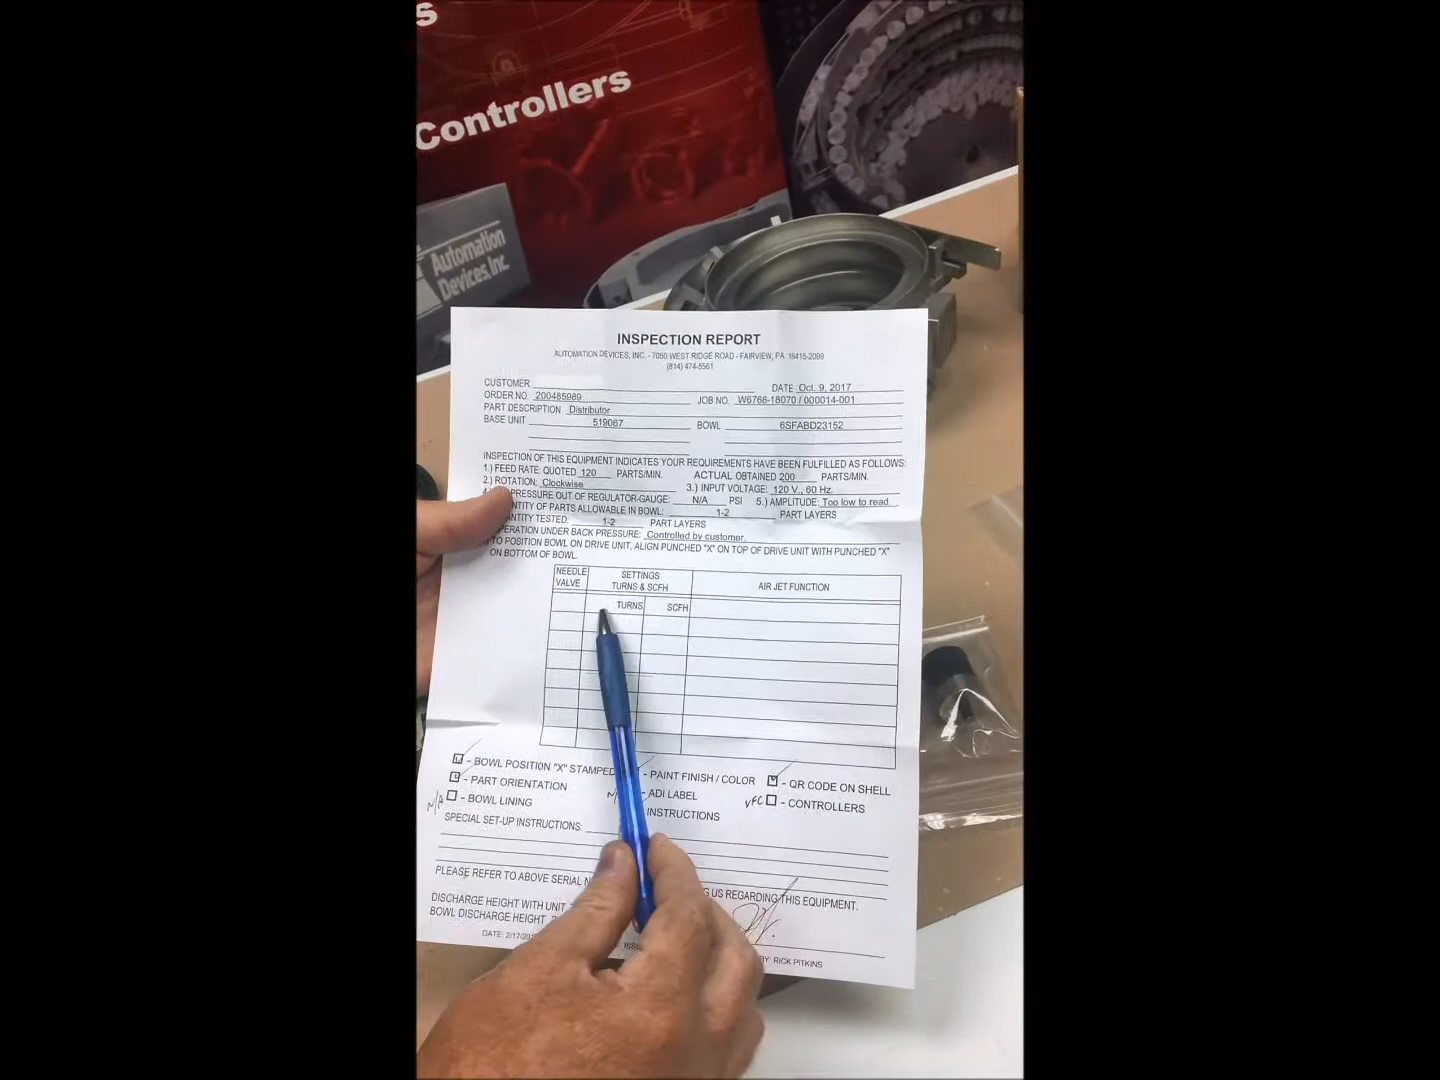 s
Controllers
Automation
Devices, Inc.
INSPECTION REPORT
AUTOMATION DEVICES, INC. - 7050 WEST RIDGE ROAD - FAIRVIEW, PA 16415-2099
(814) 474-5561
CUSTOMER
DATE Oct. 9, 2017
ORDER NO. 200485989
JOB NO. W6768-18070 / 000014-001
PART DESCRIPTION Distributor
BASE UNIT 519067
BOWL 6SFABD23152
INSPECTION OF THIS EQUIPMENT INDICATES YOUR REQUIREMENTS HAVE BEEN FULFILLED AS FOLLOWS:
1.) FEED RATE: QUOTED 120 PARTS/MIN. ACTUAL OBTAINED 200 PARTS/MIN.
2.) ROTATION: Clockwise 3.) INPUT VOLTAGE: 120 V., 60 Hz.
PRESSURE OUT OF REGULATOR-GAUGE: N/A PSI 5.) AMPLITUDE: Too low to read.
OF PARTS ALLOWABLE IN BOWL: 1-2 PART LAYERS
TESTED: 1-2 PART LAYERS
UNDER BACK PRESSURE: Controlled by customer.
TO POSITION BOWL ON DRIVE UNIT, ALIGN PUNCHED "X" ON TOP OF DRIVE UNIT WITH PUNCHED "X"
ON BOTTOM OF BOWL.
NEEDLE VALVE
SETTINGS
TURNS & SCFH
AIR JET FUNCTION
TURNS SCFH
- BOWL POSITION "X" STAMPED - PAINT FINISH / COLOR - QR CODE ON SHELL
- PART ORIENTATION - ADI LABEL VFC - CONTROLLERS
N/A - BOWL LINING INSTRUCTIONS
SPECIAL SET-UP INSTRUCTIONS:
PLEASE REFER TO ABOVE SERIAL US REGARDING THIS EQUIPMENT.
DISCHARGE HEIGHT WITH UNIT
BOWL DISCHARGE HEIGHT
DATE: BY: RICK PITKINS